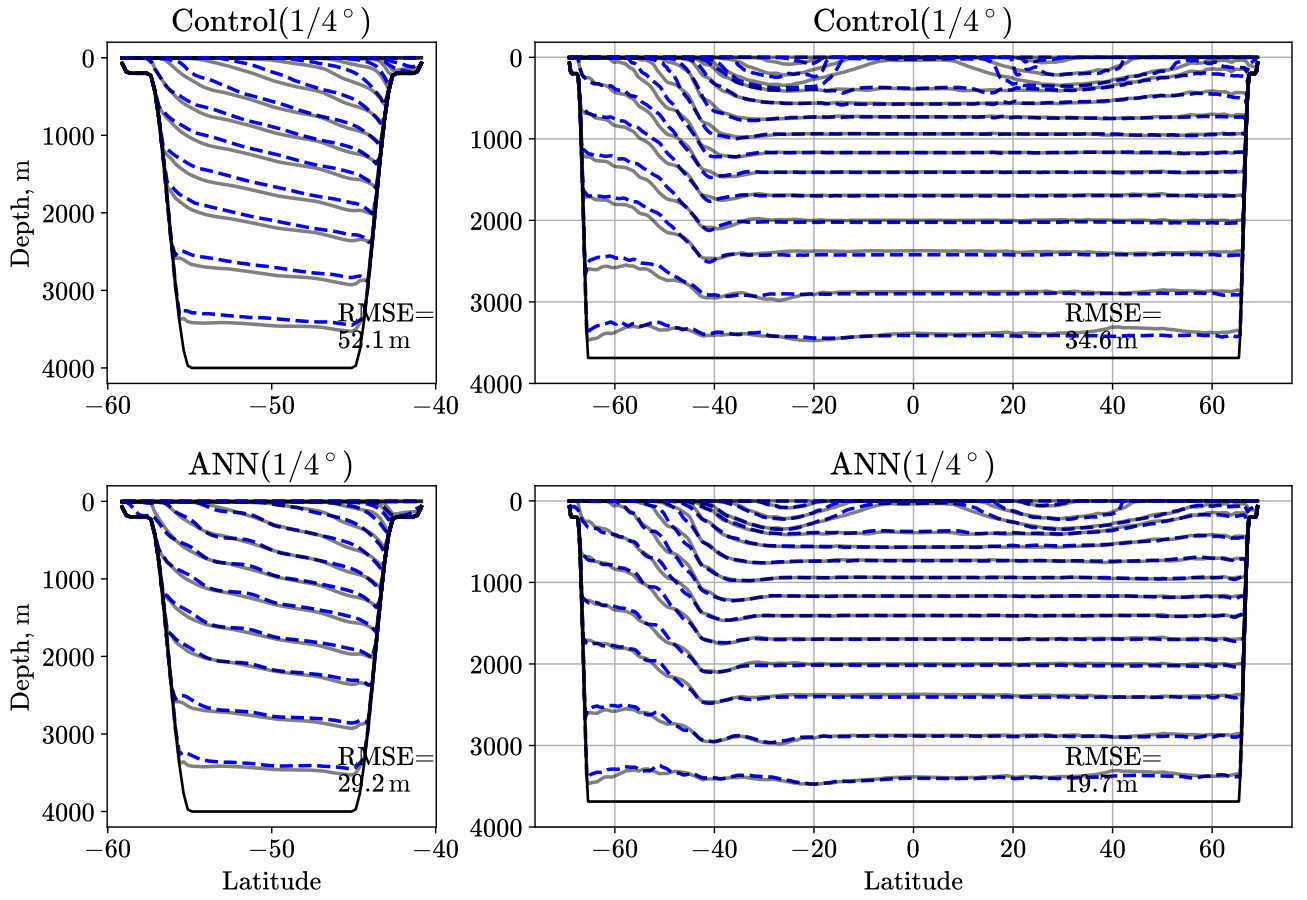 Control(1/4°)
Control(1/4°)
0
1000
2000
3000
4000
Depth, m
RMSE=
52.1 m
−60
−50
−40
0
1000
2000
3000
4000
RMSE=
34.6 m
−60
−40
−20
0
20
40
60
ANN(1/4°)
ANN(1/4°)
0
1000
2000
3000
4000
Depth, m
RMSE=
29.2 m
−60
−50
−40
Latitude
0
1000
2000
3000
4000
RMSE=
19.7 m
−60
−40
−20
0
20
40
60
Latitude